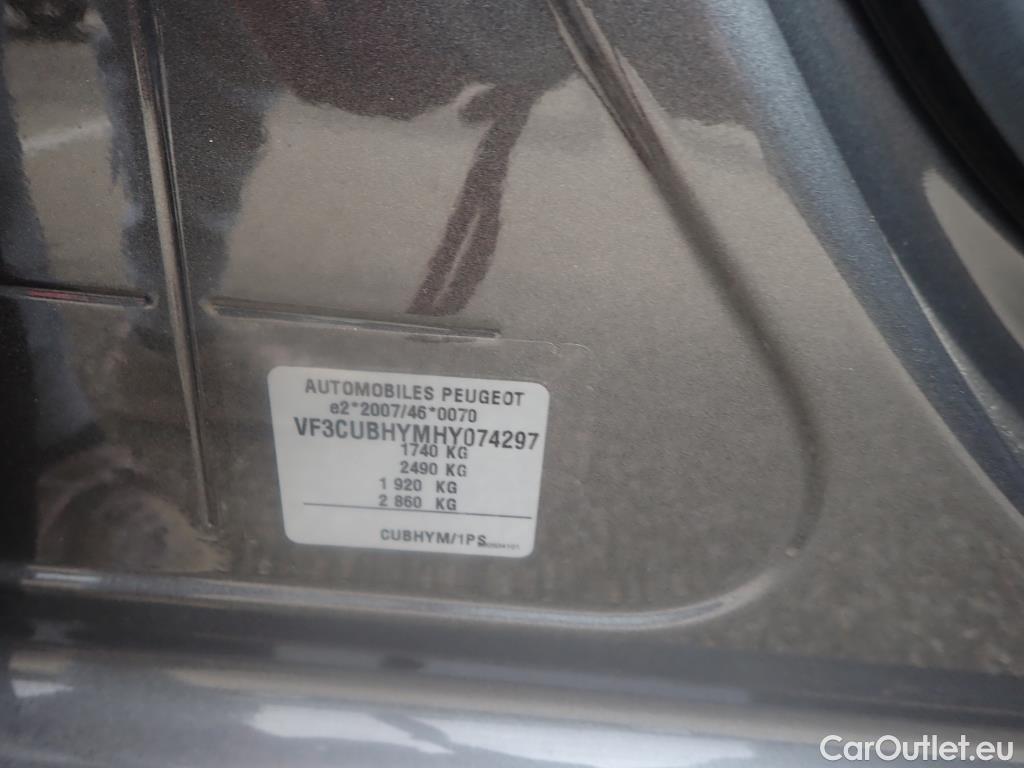 AUTOMOBILES PEUGEOT
e2*2007/46*0070
VF3CUBHYMHY074297
1740 KG
2490 KG
1 920 KG
2 860 KG
CUBHYM/1PS
CarOutlet.eu